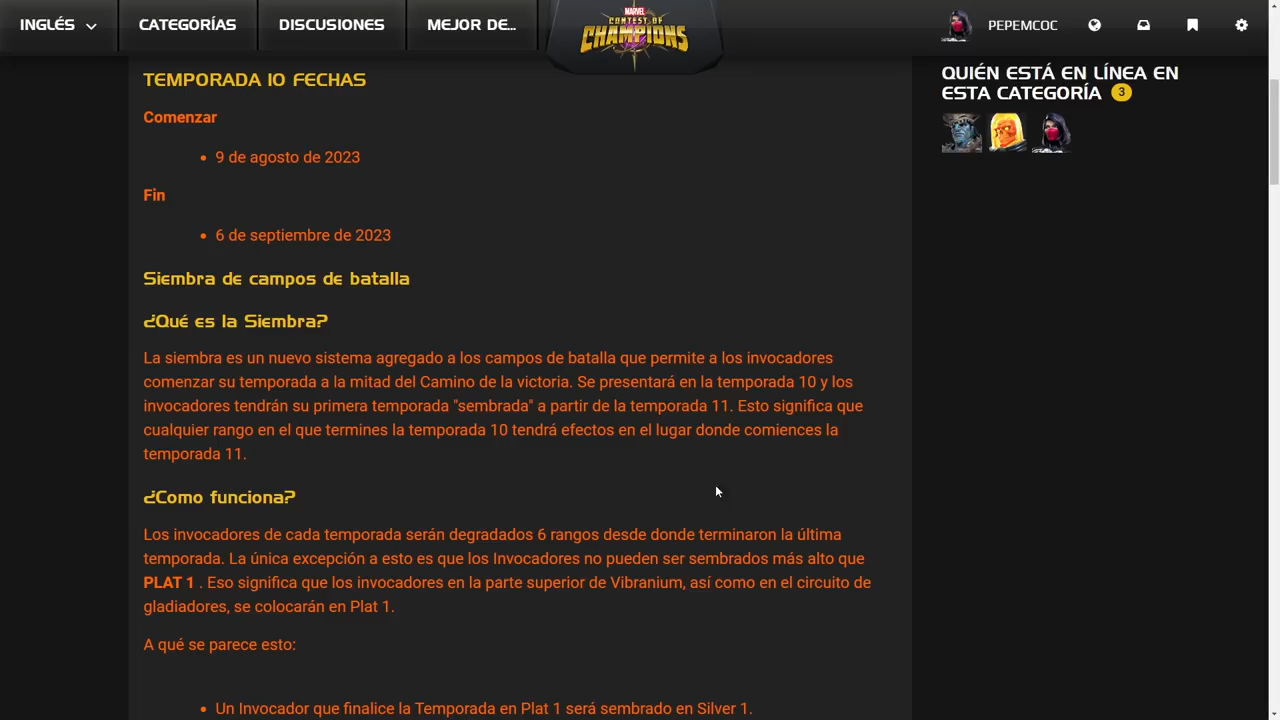 INGLÉS
CATEGORÍAS
DISCUSIONES
MEJOR DE...
MARVEL
CONTEST OF
CHAMPIONS
PEPEMCOC
TEMPORADA 10 FECHAS
Comenzar
• 9 de agosto de 2023
Fin
• 6 de septiembre de 2023
Siembra de campos de batalla
¿Qué es la Siembra?
La siembra es un nuevo sistema agregado a los campos de batalla que permite a los invocadores
comenzar su temporada a la mitad del Camino de la victoria. Se presentará en la temporada 10 y los
invocadores tendrán su primera temporada "sembrada" a partir de la temporada 11. Esto significa que
cualquier rango en el que termines la temporada 10 tendrá efectos en el lugar donde comiences la
temporada 11.
¿Como funciona?
Los invocadores de cada temporada serán degradados 6 rangos desde donde terminaron la última
temporada. La única excepción a esto es que los Invocadores no pueden ser sembrados más alto que
PLAT 1 . Eso significa que los invocadores en la parte superior de Vibranium, así como en el circuito de
gladiadores, se colocarán en Plat 1.
A qué se parece esto:
• Un Invocador que finalice la Temporada en Plat 1 será sembrado en Silver 1.
QUIÉN ESTÁ EN LÍNEA EN
ESTA CATEGORÍA 3